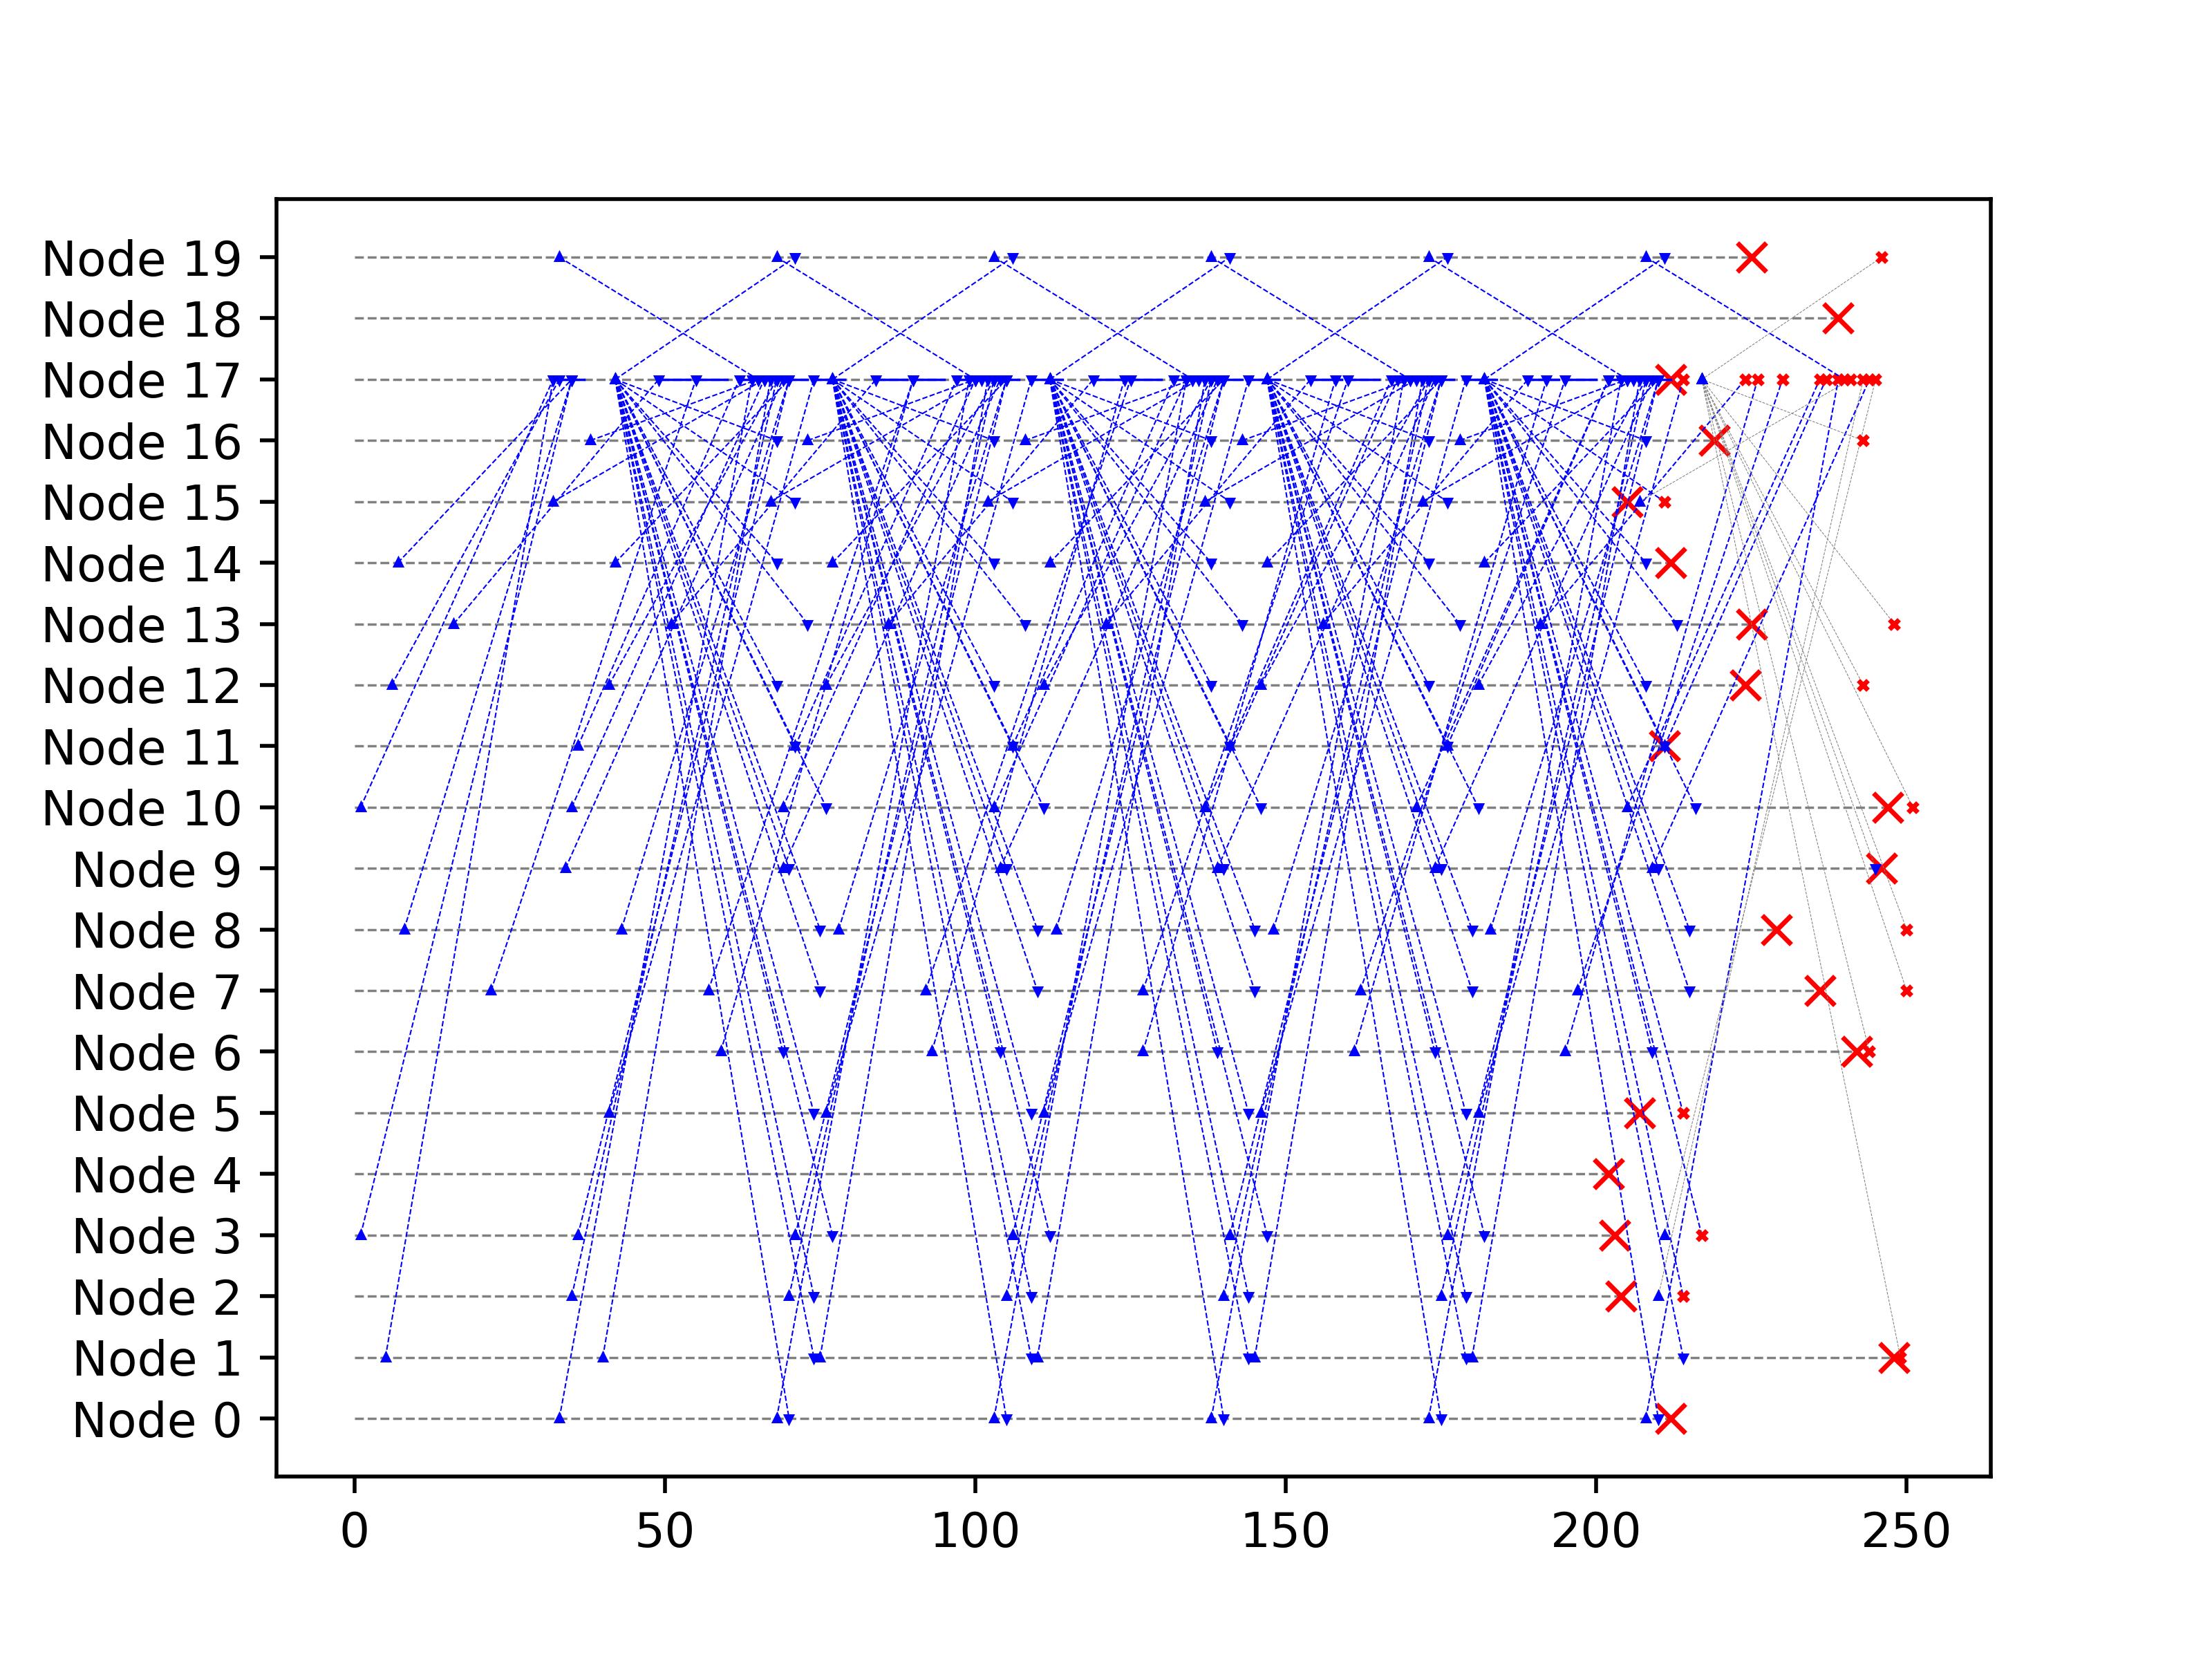 Node 19
Node 18
Node 17
Node 16
Node 15
Node 14
Node 13
Node 12
Node 11
Node 10
Node 9
Node 8
Node 7
Node 6
Node 5
Node 4
Node 3
Node 2
Node 1
Node 0
0 50 100 150 200 250